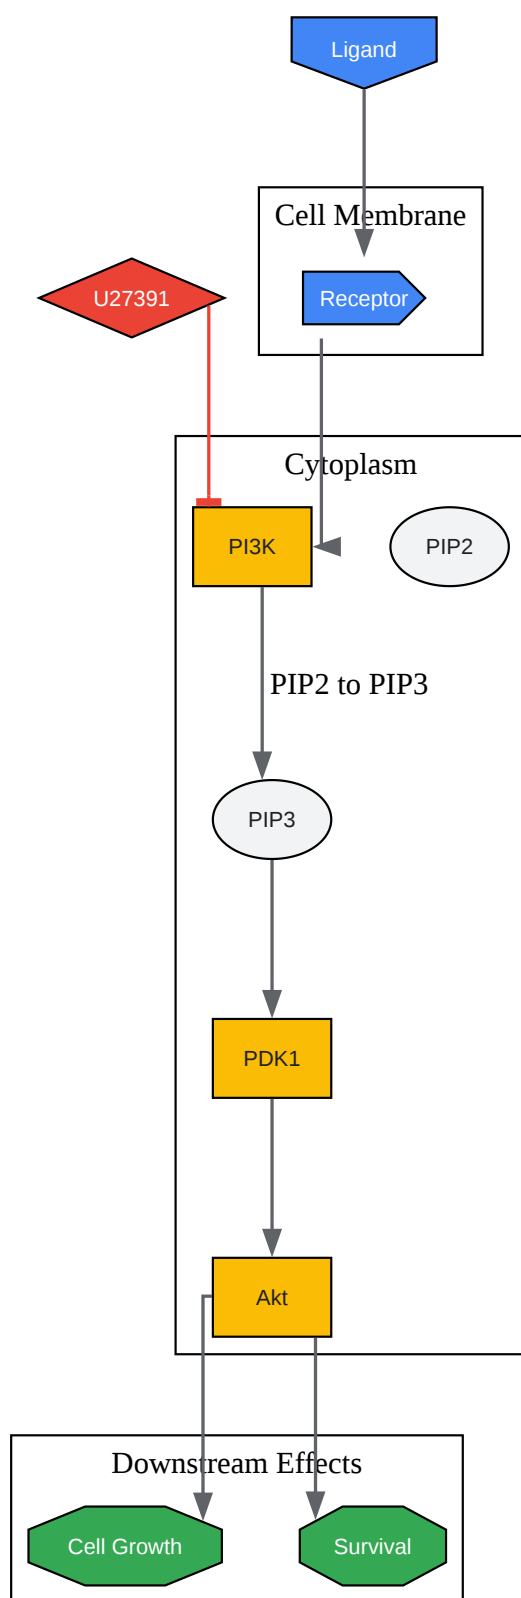 Ligand
Cell Membrane
U27391
Receptor
Cytoplasm
PI3K
PIP2
PIP2 to PIP3
PIP3
PDK1
Akt
Downstream Effects
Cell Growth
Survival